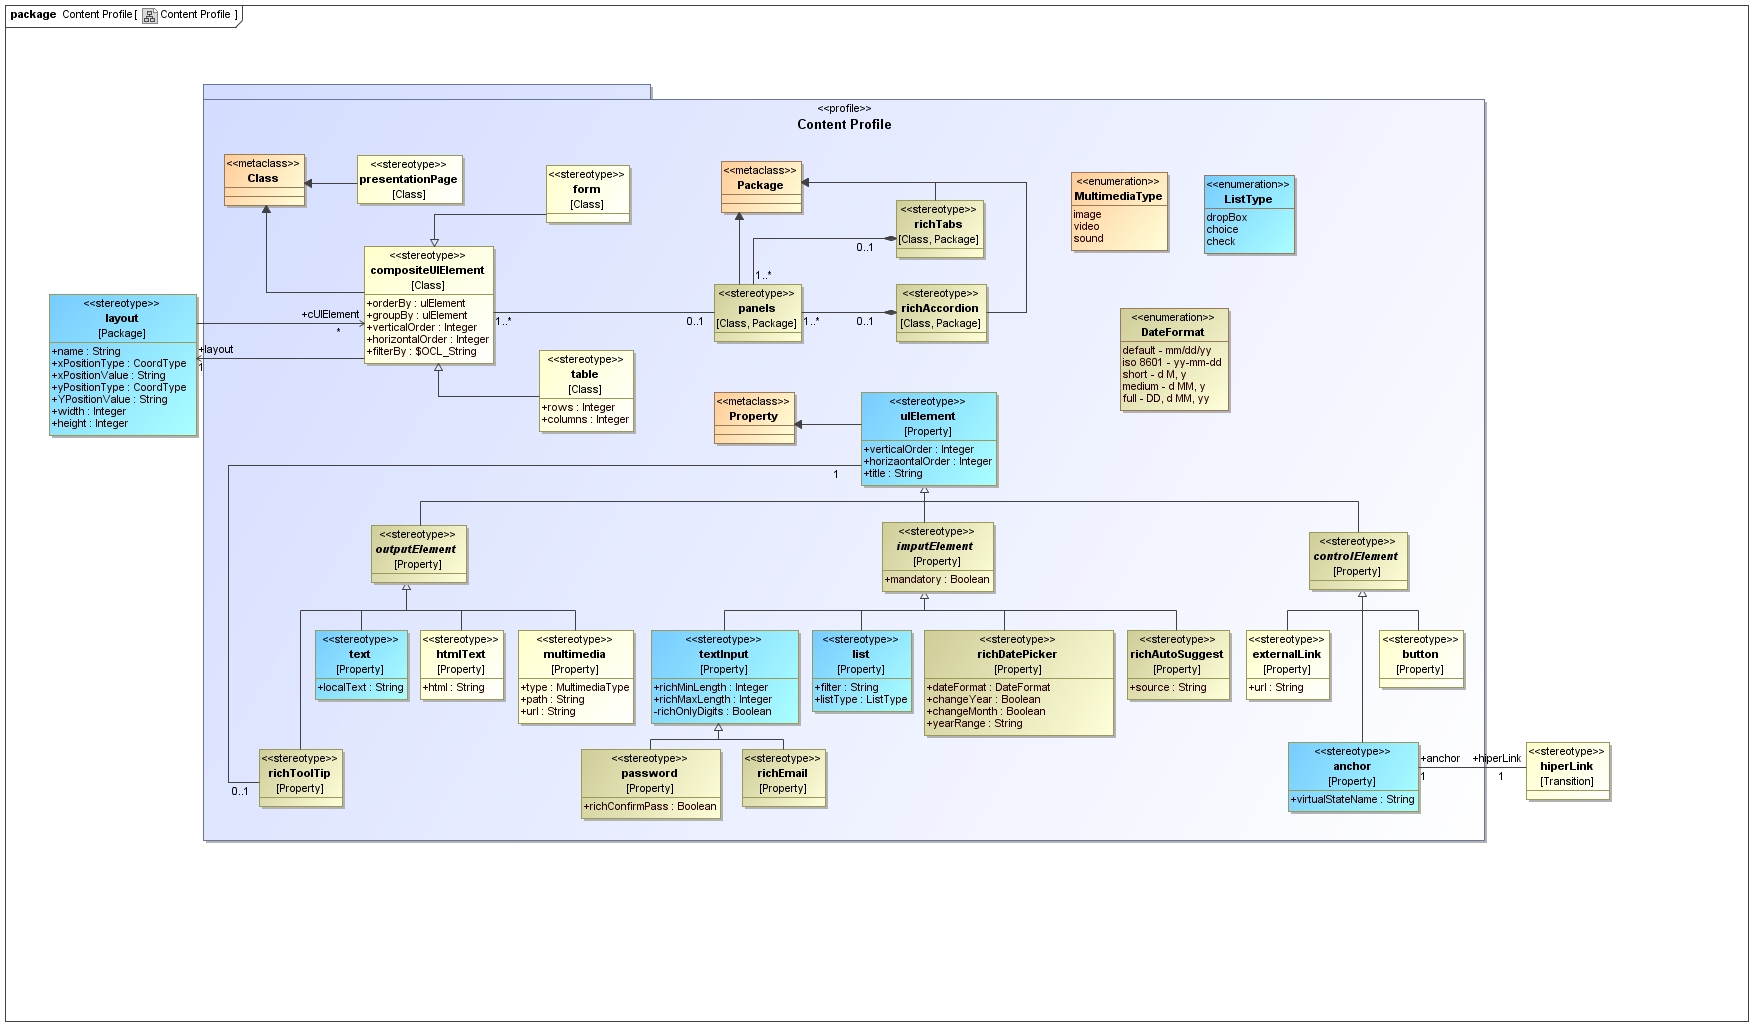 package Content Profile[ Content Profile ]
<<profile>>
Content Profile
<<metaclass>>
Class
<<stereotype>>
presentationPage
[Class]
<<stereotype>>
form
[Class]
<<metaclass>>
Package
<<stereotype>>
richTabs
[Class, Package]
<<enumeration>>
MultimediaType
image
video
sound
<<enumeration>>
ListType
dropBox
choice
check
<<stereotype>>
compositeUIElement
[Class]
+orderBy : uIElement
+groupBy : uIElement
+verticalOrder : Integer
+horizontalOrder : Integer
+filterBy : $OCL_String
0..1
1..*
<<stereotype>>
panels
[Class, Package]
<<stereotype>>
richAccordion
[Class, Package]
1..*
0..1
1..*
0..1
<<stereotype>>
layout
[Package]
+name : String
+xPositionType : CoordType
+xPositionValue : String
+yPositionType : CoordType
+YPositionValue : String
+width : Integer
+height : Integer
+cUIElement
*
+layout
1
<<enumeration>>
DateFormat
default - mm/dd/yy
iso 8601 - yy-mm-dd
short - d M, y
medium - d MM, y
full - DD, d MM, yy
<<stereotype>>
table
[Class]
+rows : Integer
+columns : Integer
<<metaclass>>
Property
<<stereotype>>
uIElement
[Property]
+verticalOrder : Integer
+horizaontalOrder : Integer
+title : String
1
<<stereotype>>
outputElement
[Property]
<<stereotype>>
imputElement
[Property]
+mandatory : Boolean
<<stereotype>>
controlElement
[Property]
<<stereotype>>
text
[Property]
+localText : String
<<stereotype>>
htmlText
[Property]
+html : String
<<stereotype>>
multimedia
[Property]
+type : MultimediaType
+path : String
+url : String
<<stereotype>>
textInput
[Property]
+richMinLength : Integer
+richMaxLength : Integer
-richOnlyDigits : Boolean
<<stereotype>>
list
[Property]
+filter : String
+listType : ListType
<<stereotype>>
richDatePicker
[Property]
+dateFormat : DateFormat
+changeYear : Boolean
+changeMonth : Boolean
+yearRange : String
<<stereotype>>
richAutoSuggest
[Property]
+source : String
<<stereotype>>
externalLink
[Property]
+url : String
<<stereotype>>
button
[Property]
<<stereotype>>
richToolTip
[Property]
0..1
<<stereotype>>
password
[Property]
+richConfirmPass : Boolean
<<stereotype>>
richEmail
[Property]
<<stereotype>>
anchor
[Property]
+virtualStateName : String
+anchor
1
+hiperLink
1
<<stereotype>>
hiperLink
[Transition]